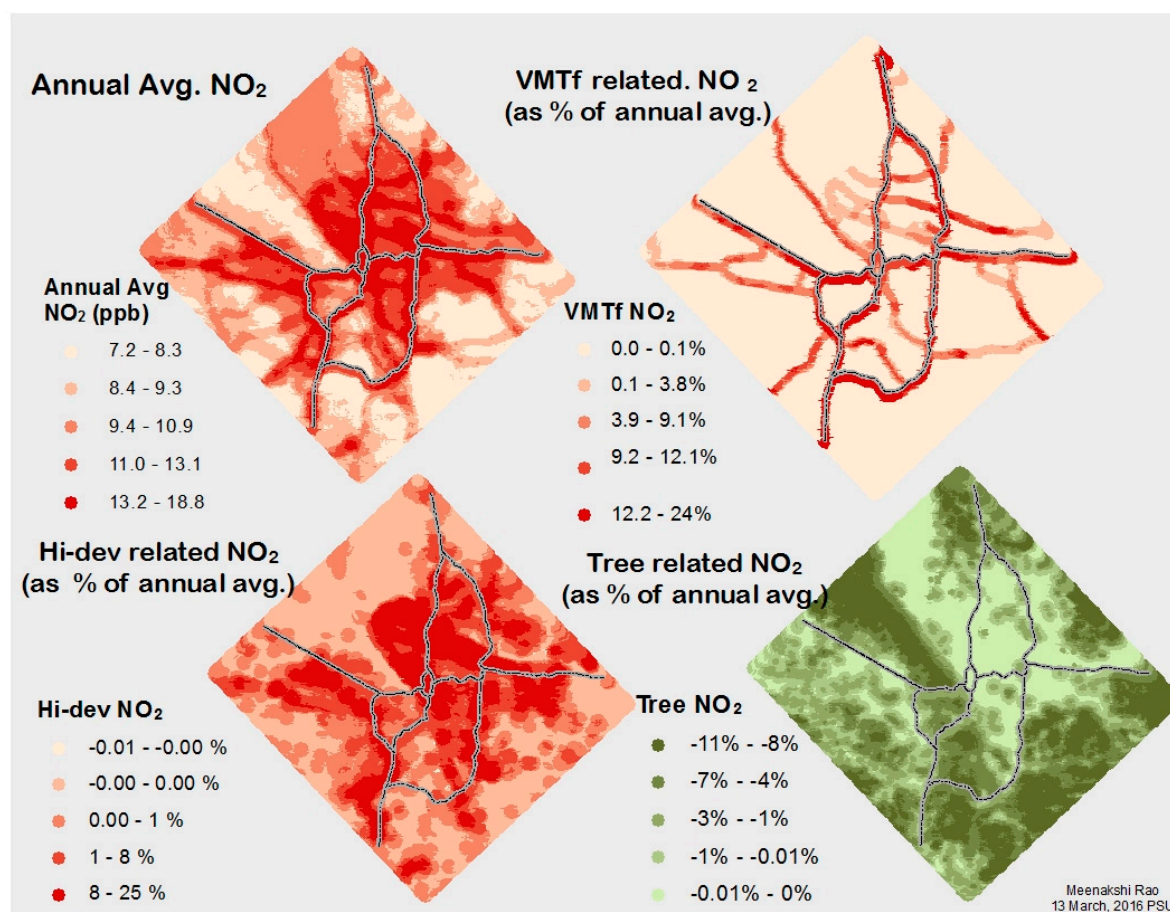 Annual Avg. NO₂
Annual Avg
NO₂ (ppb)
7.2 - 8.3
8.4 - 9.3
9.4 - 10.9
11.0 - 13.1
13.2 - 18.8
VMTf related. NO ₂
(as % of annual avg.)
VMTf NO₂
0.0 - 0.1%
0.1 - 3.8%
3.9 - 9.1%
9.2 - 12.1%
12.2 - 24%
Hi-dev related NO₂
(as % of annual avg.)
Hi-dev NO₂
-0.01 - -0.00 %
-0.00 - 0.00 %
0.00 - 1 %
1 - 8 %
8 - 25 %
Tree related NO₂
(as % of annual avg.)
Tree NO₂
-11% - -8%
-7% - -4%
-3% - -1%
-1% - -0.01%
-0.01% - 0%
Meenakshi Rao
13 March, 2016 PSU